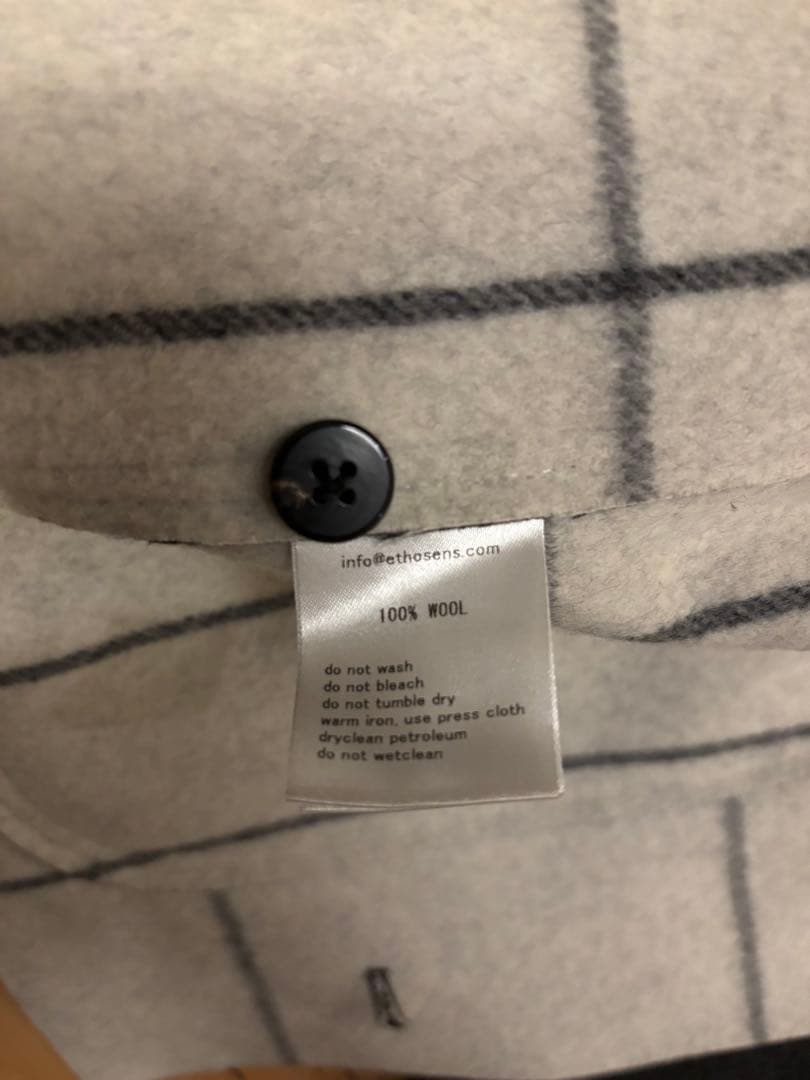 info@ethosens.com
100% WOOL
do not wash
do not bleach
do not tumble dry
warm iron, use press cloth
dryclean petroleum
do not wetclean